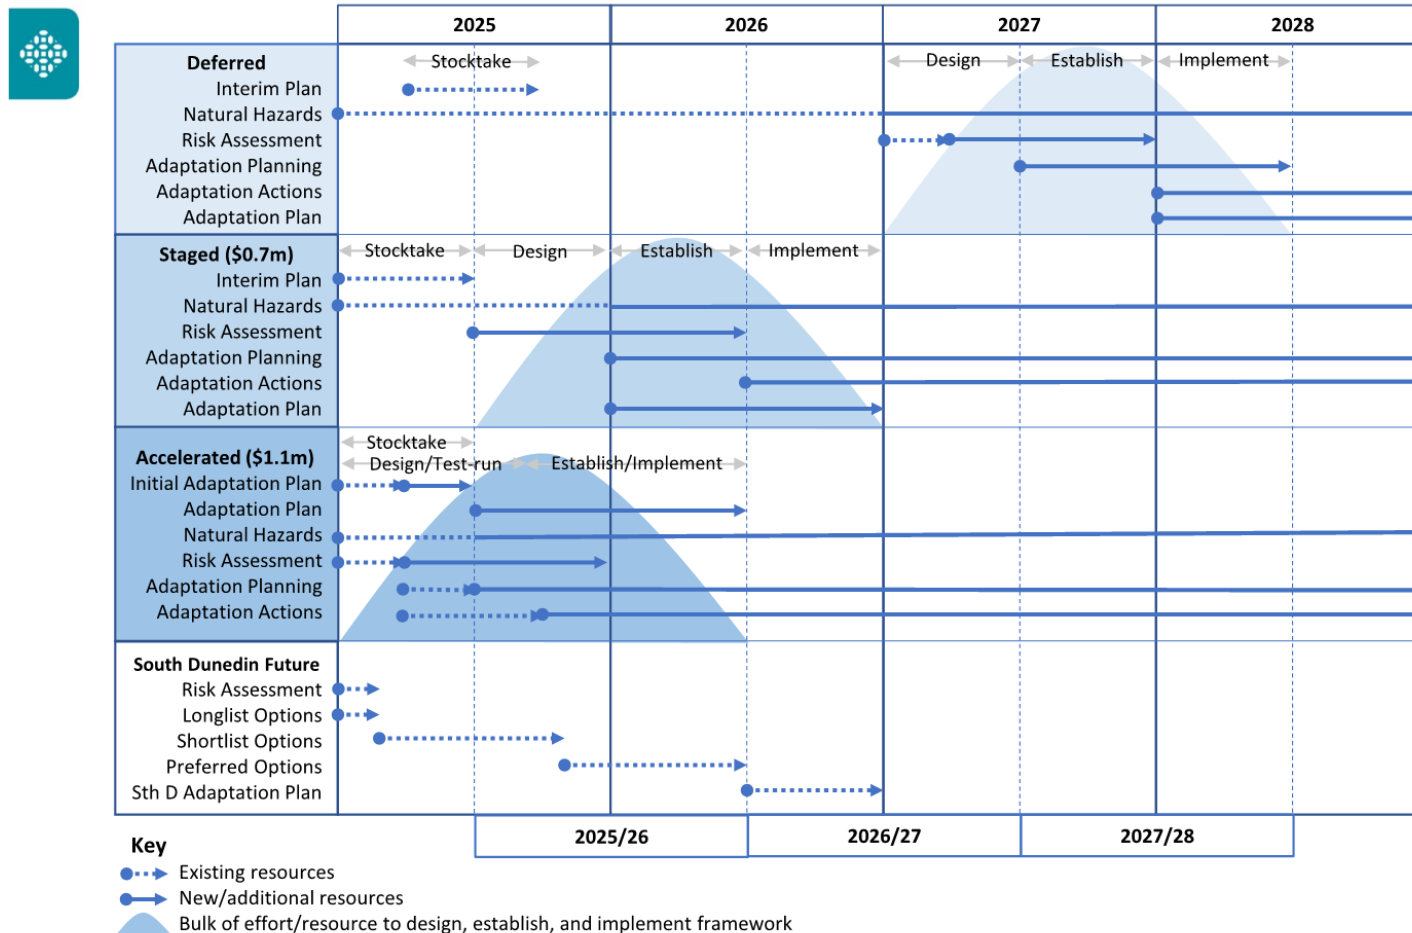 2025 2026 2027 2028
Deferred Stocktake Design Establish Implement
Interim Plan
Natural Hazards
Risk Assessment
Adaptation Planning
Adaptation Actions
Adaptation Plan
Staged ($0.7m) Stocktake Design Establish Implement
Interim Plan
Natural Hazards
Risk Assessment
Adaptation Planning
Adaptation Actions
Adaptation Plan
Stocktake
Accelerated ($1.1m) Design/Test-run Establish/Implement
Initial Adaptation Plan
Adaptation Plan
Natural Hazards
Risk Assessment
Adaptation Planning
Adaptation Actions
South Dunedin Future
Risk Assessment
Longlist Options
Shortlist Options
Preferred Options
Sth D Adaptation Plan
2025/26 2026/27 2027/28
Key
Existing resources
New/additional resources
Bulk of effort/resource to design, establish, and implement framework